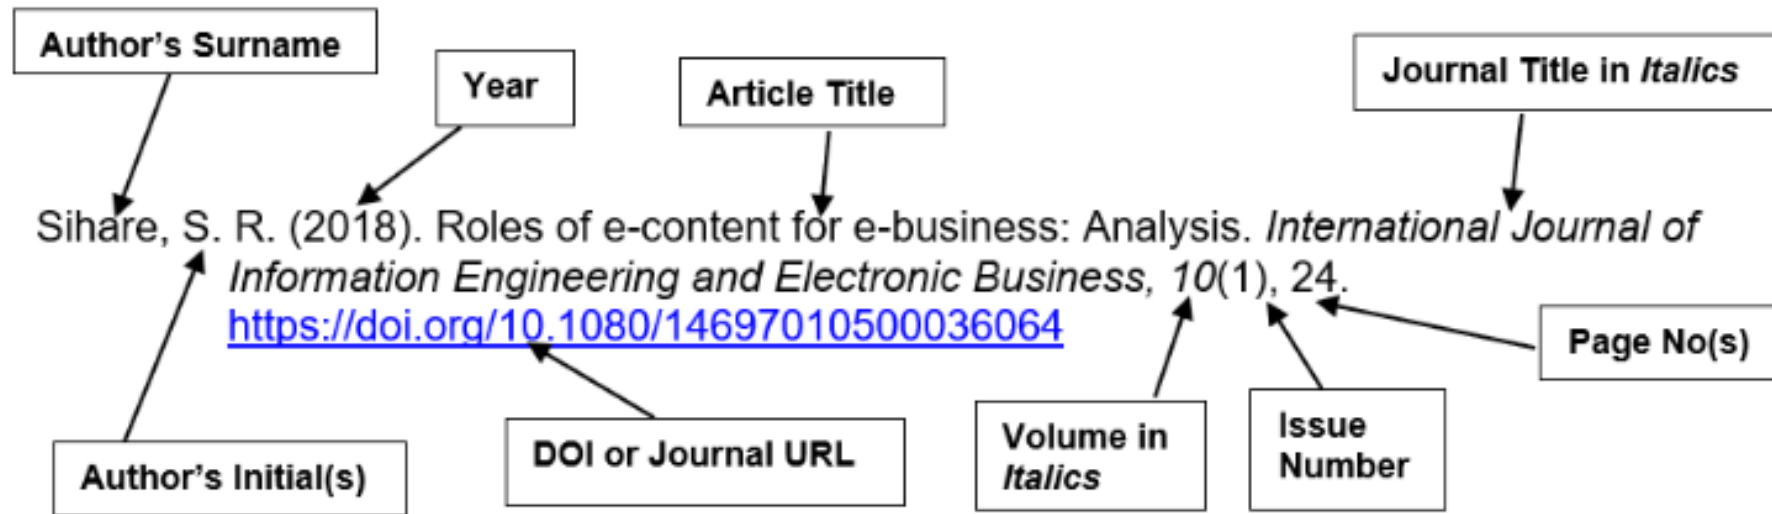 Author's Surname
Year
Article Title
Journal Title in Italics
Sihare, S. R. (2018). Roles of e-content for e-business: Analysis. International Journal of
Information Engineering and Electronic Business, 10(1), 24.
https://doi.org/10.1080/14697010500036064
Page No(s)
Author's Initial(s)
DOI or Journal URL
Volume in
Italics
Issue
Number